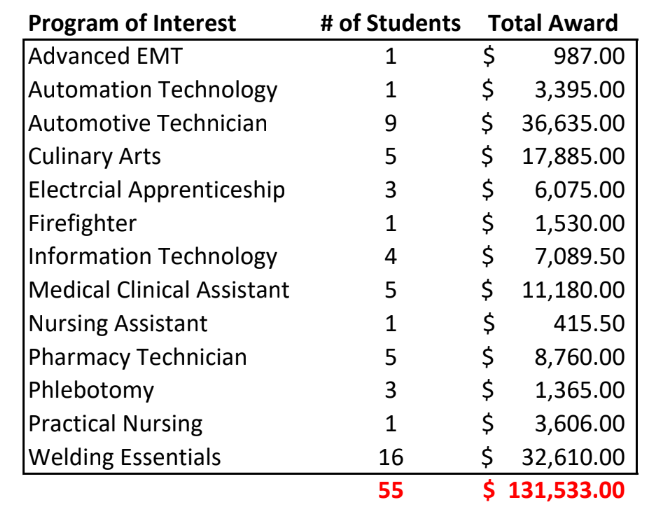 Program of Interest # of Students Total Award
Advanced EMT 1 $ 987.00
Automation Technology 1 $ 3,395.00
Automotive Technician 9 $ 36,635.00
Culinary Arts 5 $ 17,885.00
Electrcial Apprenticeship 3 $ 6,075.00
Firefighter 1 $ 1,530.00
Information Technology 4 $ 7,089.50
Medical Clinical Assistant 5 $ 11,180.00
Nursing Assistant 1 $ 415.50
Pharmacy Technician 5 $ 8,760.00
Phlebotomy 3 $ 1,365.00
Practical Nursing 1 $ 3,606.00
Welding Essentials 16 $ 32,610.00
55 $ 131,533.00